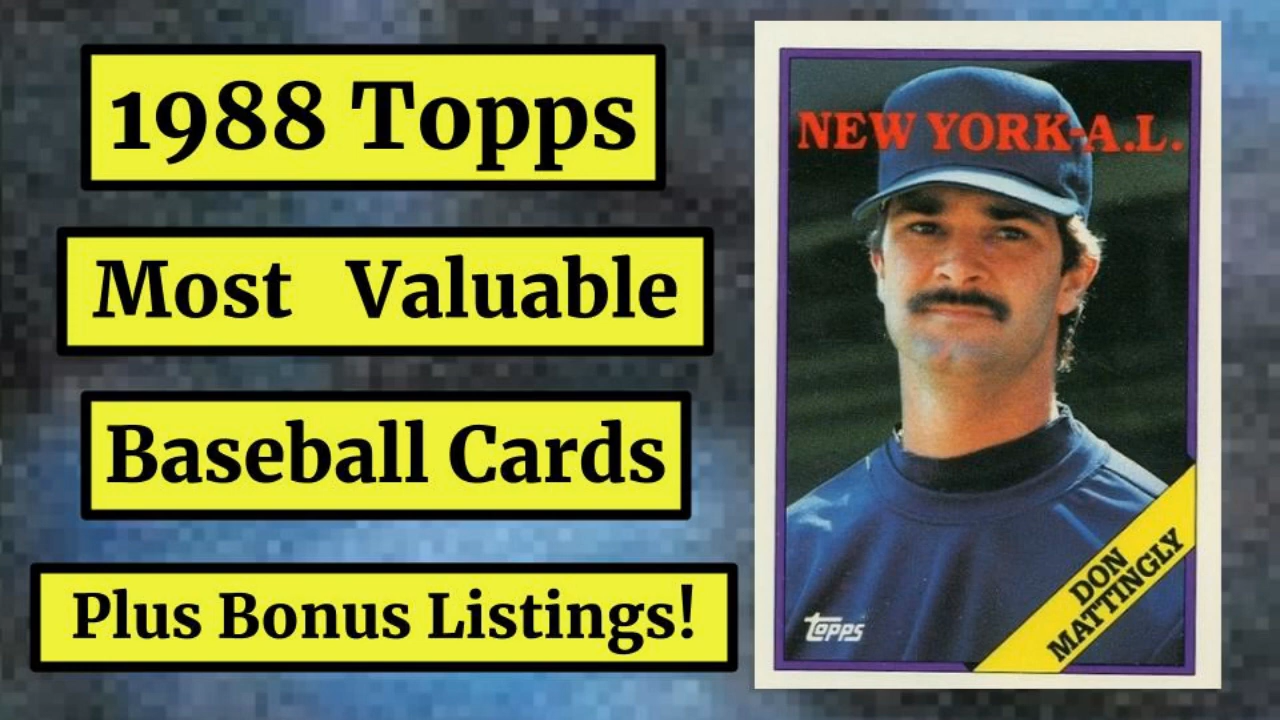 1988 Topps
Most Valuable
Baseball Cards
Plus Bonus Listings!
NEW YORK-A.L.
DON
MATTINGLY
topps